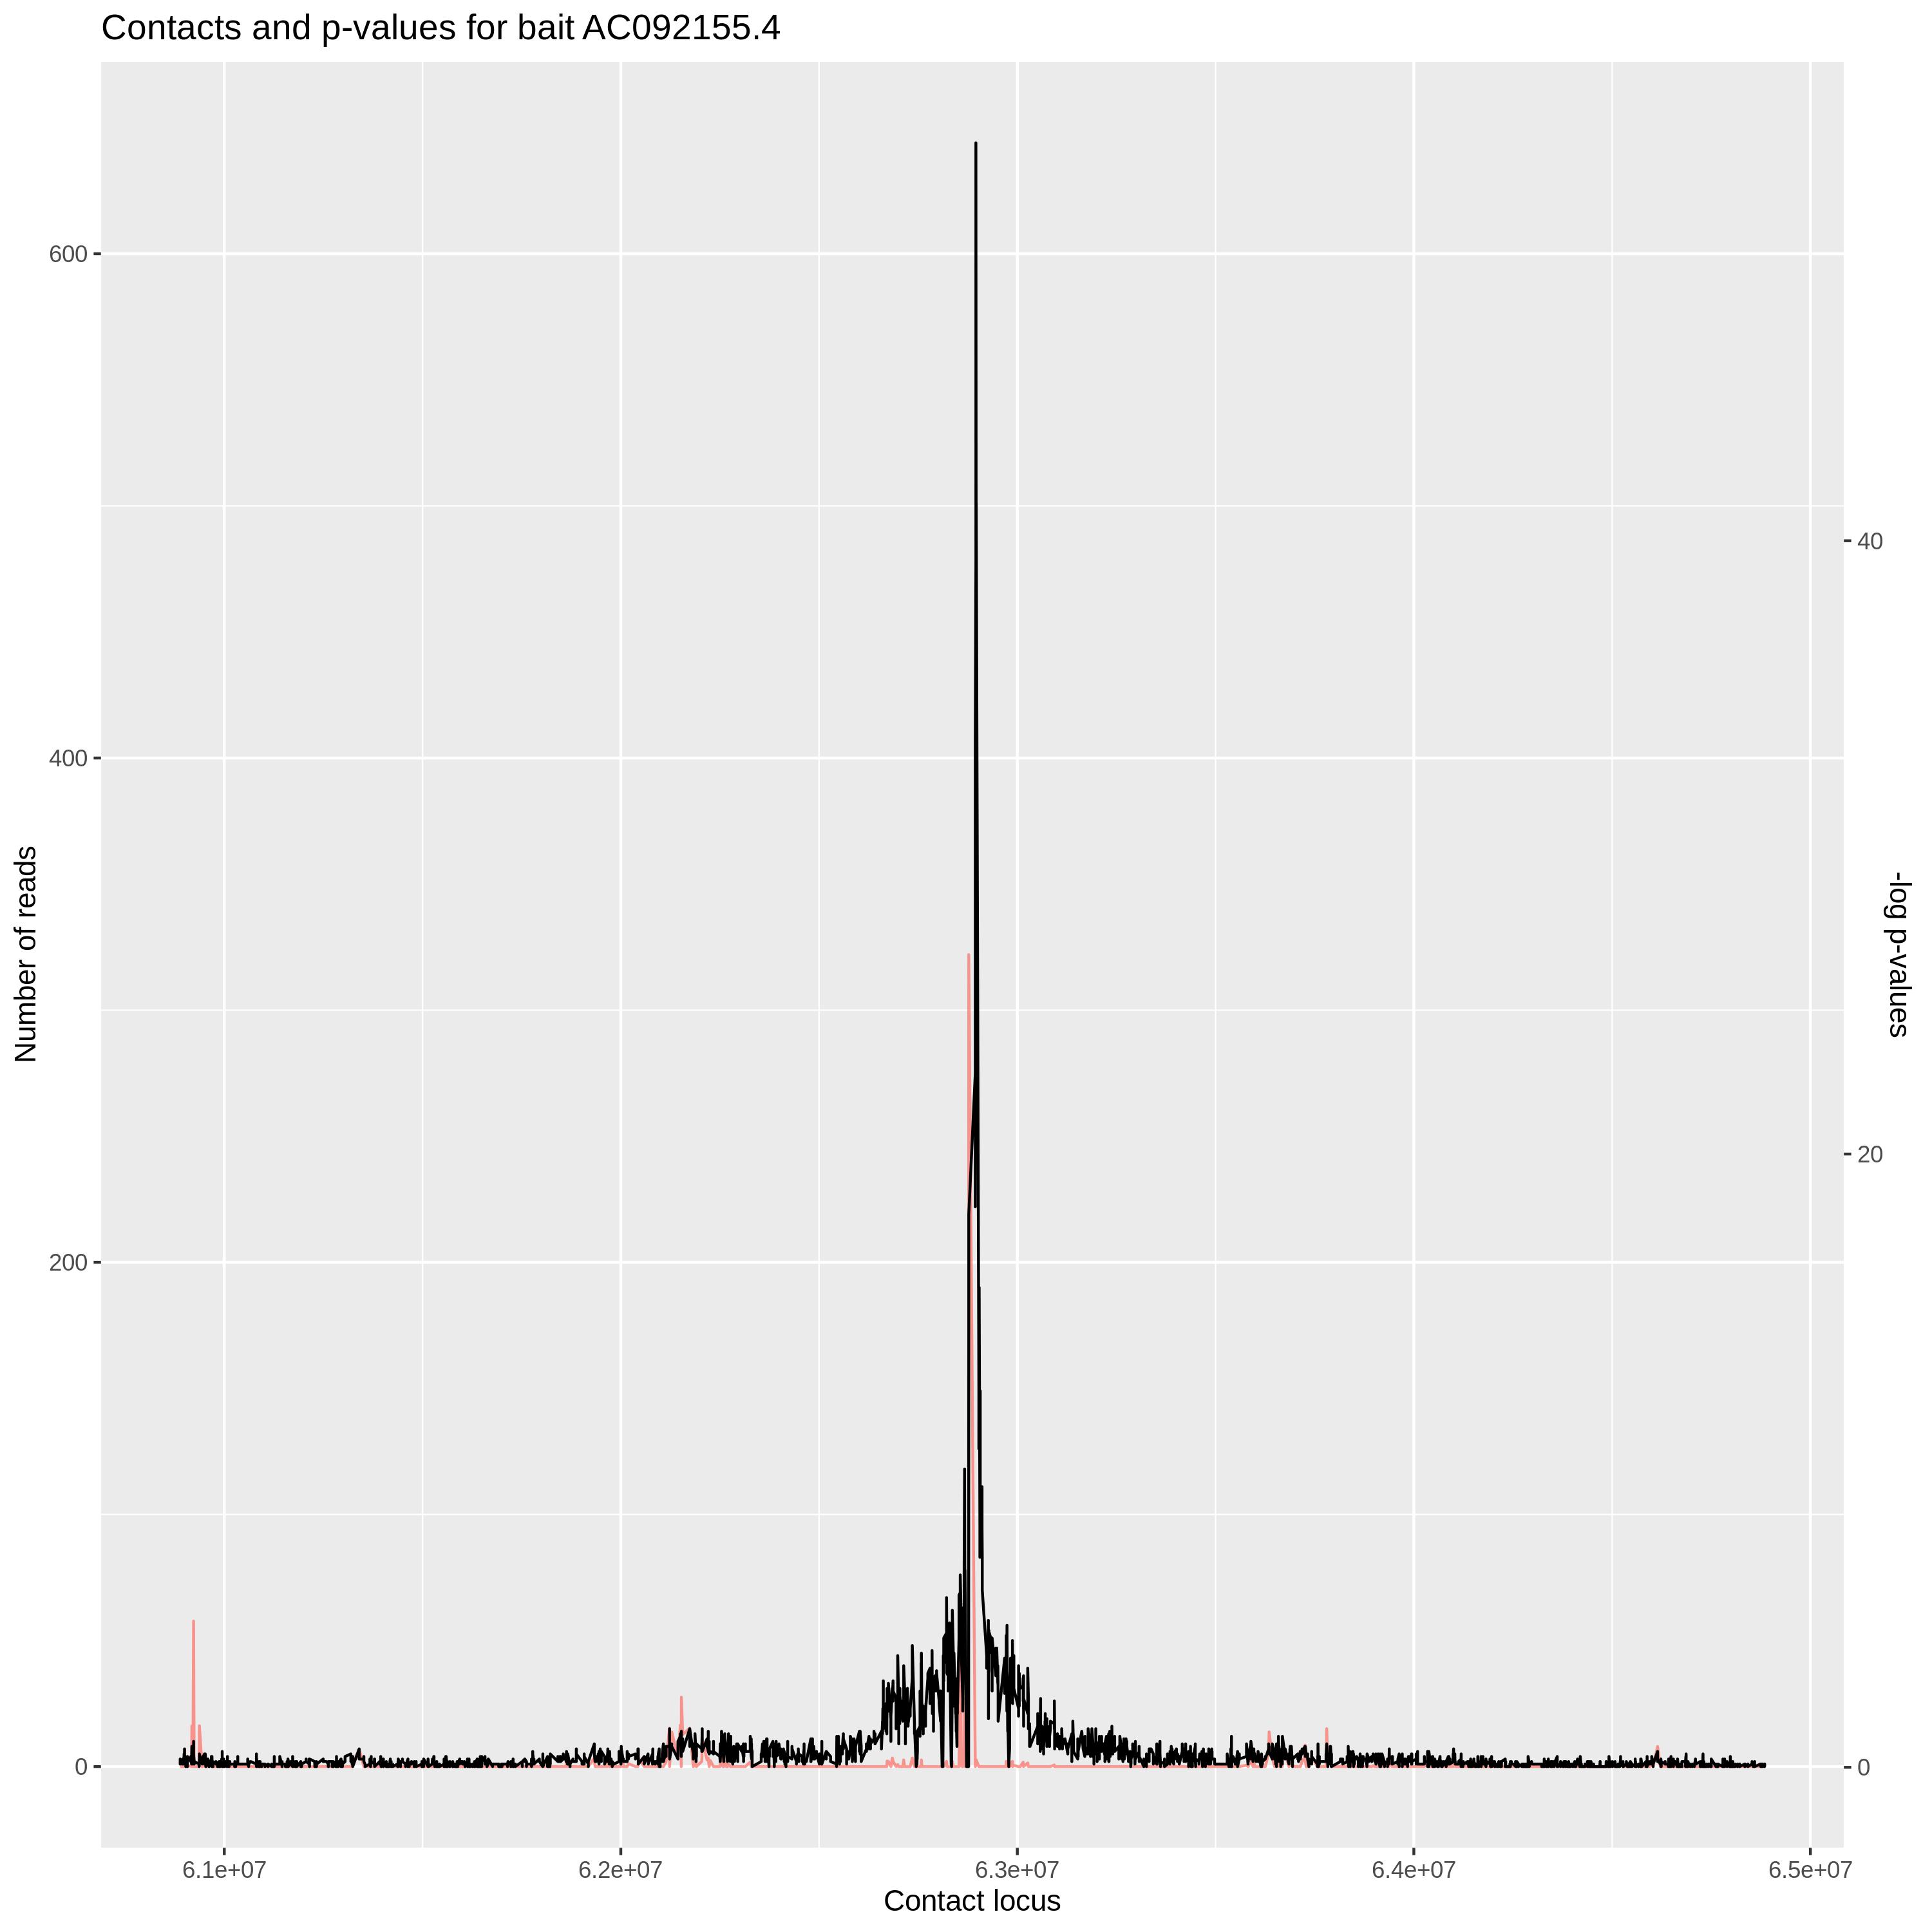 Contacts and p-values for bait AC092155.4
600
400
200
0
40
20
0
Number of reads
-log p-values
6.1e+07
6.2e+07
6.3e+07
6.4e+07
6.5e+07
Contact locus